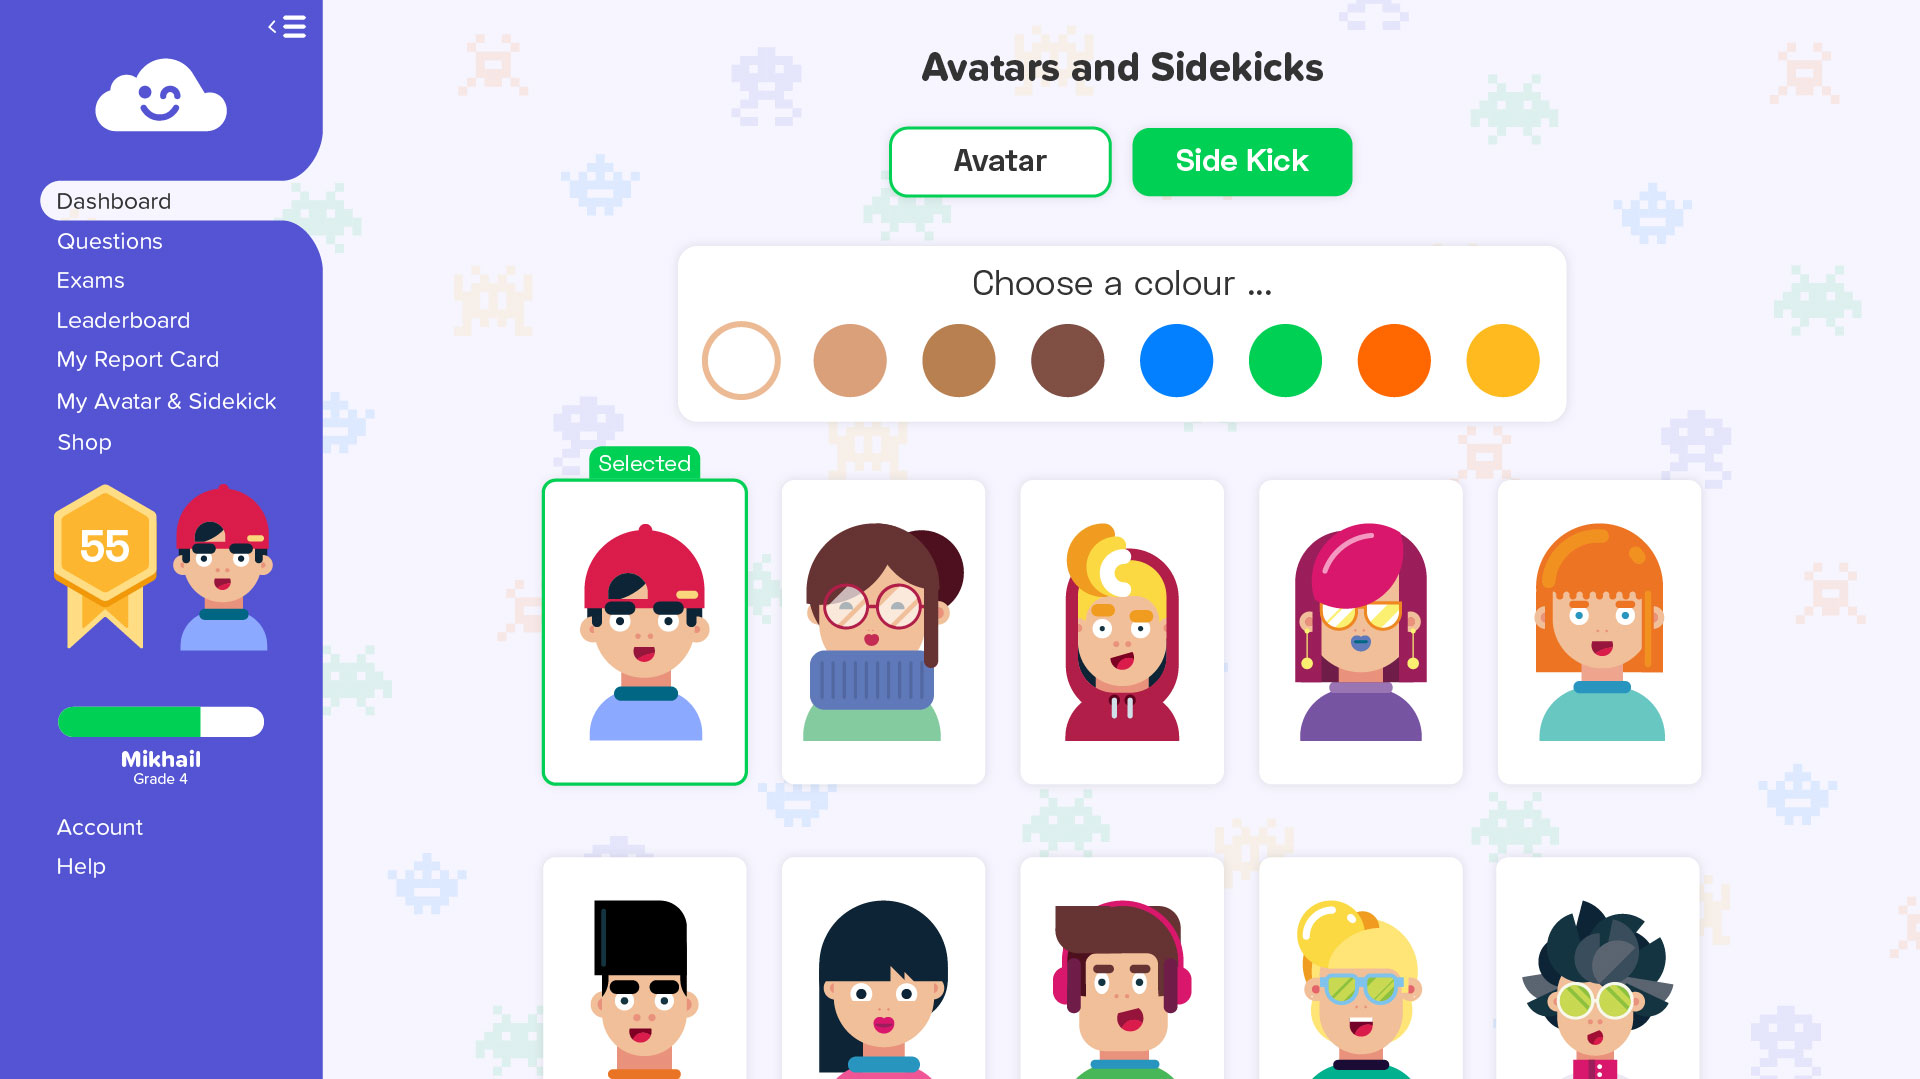 Dashboard
Questions
Exams
Leaderboard
My Report Card
My Avatar & Sidekick
Shop
55
Mikhail
Grade 4
Account
Help
Avatars and Sidekicks
Avatar
Side Kick
Choose a colour ...
Selected